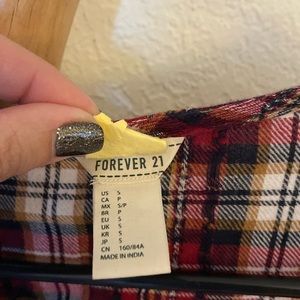 FOREVER 21
US S
CA P
MX S/P
BR P
EU S
UK S
KR S
JP S
CN 160/84A
MADE IN INDIA